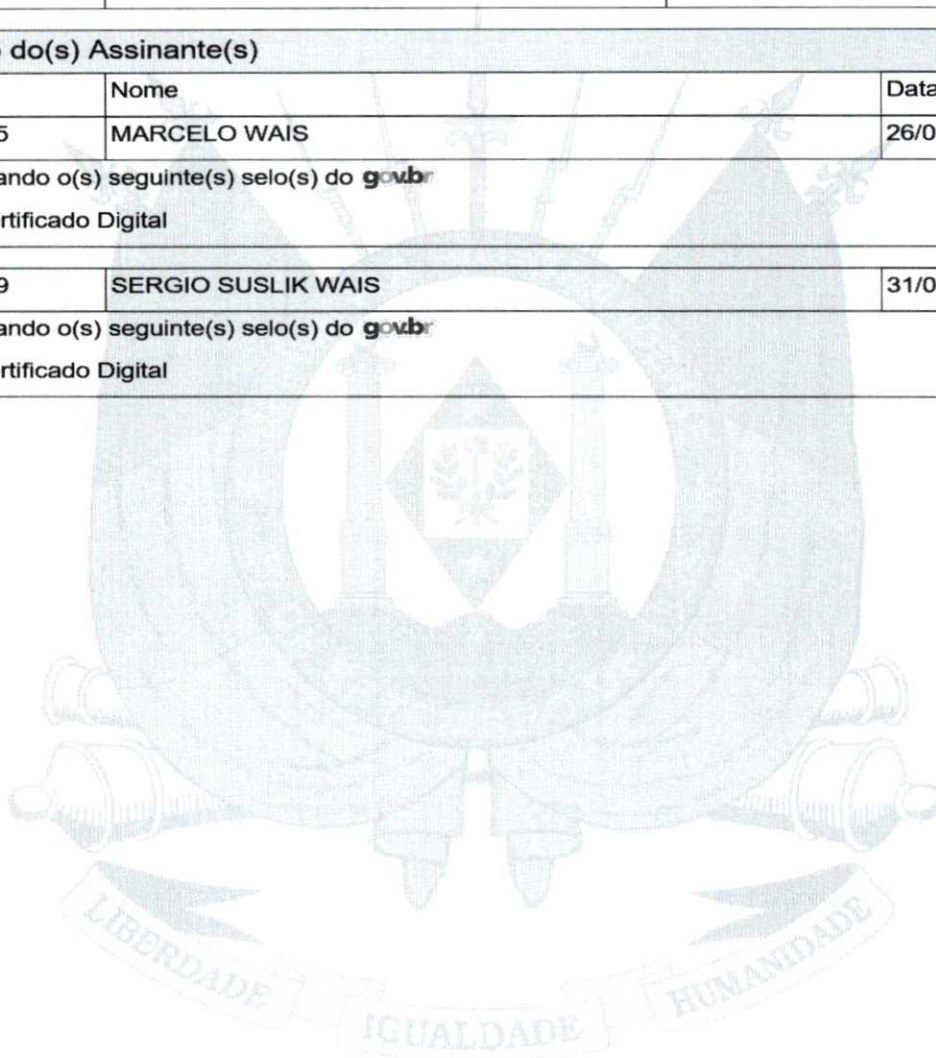 do(s) Assinante(s)
Nome Data
5 MARCELO WAIS 26/0
ando o(s) seguinte(s) selo(s) do gov.br
rtificado Digital
9 SERGIO SUSLIK WAIS 31/0
ando o(s) seguinte(s) selo(s) do gov.br
rtificado Digital
LIBERDADE
IGUALDADE
HUMANIDADE